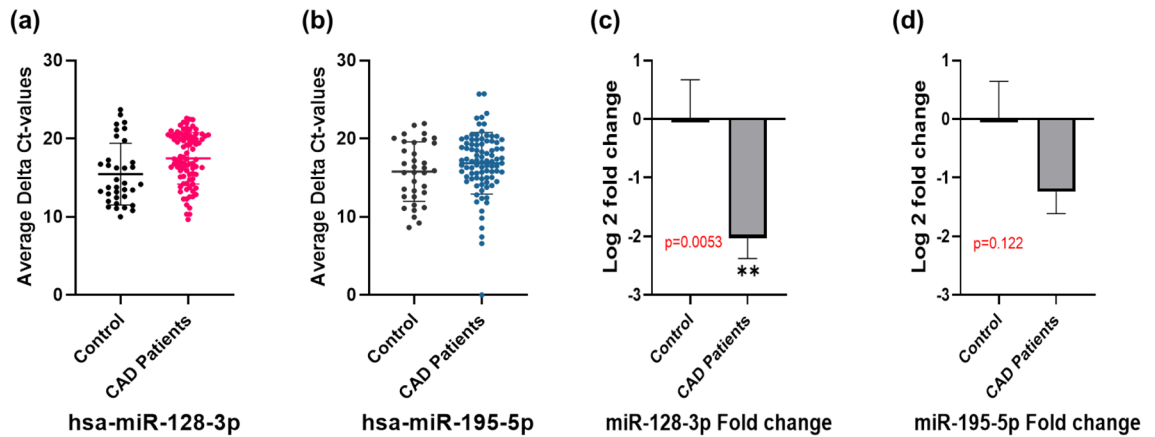 (a)
Average Delta Ct-values
30
20
10
0
Control
CAD Patients
hsa-miR-128-3p
(b)
Average Delta Ct-values
30
20
10
0
Control
CAD Patients
hsa-miR-195-5p
(c)
Log 2 fold change
1
0
-1
-2
-3
p=0.0053
**
Control
CAD Patients
miR-128-3p Fold change
(d)
Log 2 fold change
1
0
-1
-2
-3
p=0.122
Control
CAD Patients
miR-195-5p Fold change